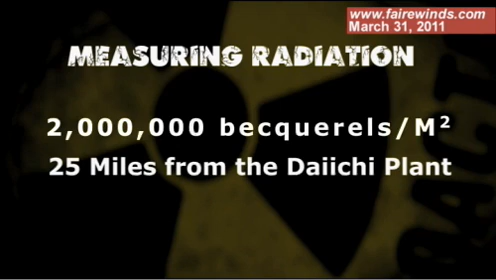 www.fairewinds.com
March 31, 2011
MEASURING RADIATION
2,000,000 becquerels/M²
25 Miles from the Daiichi Plant